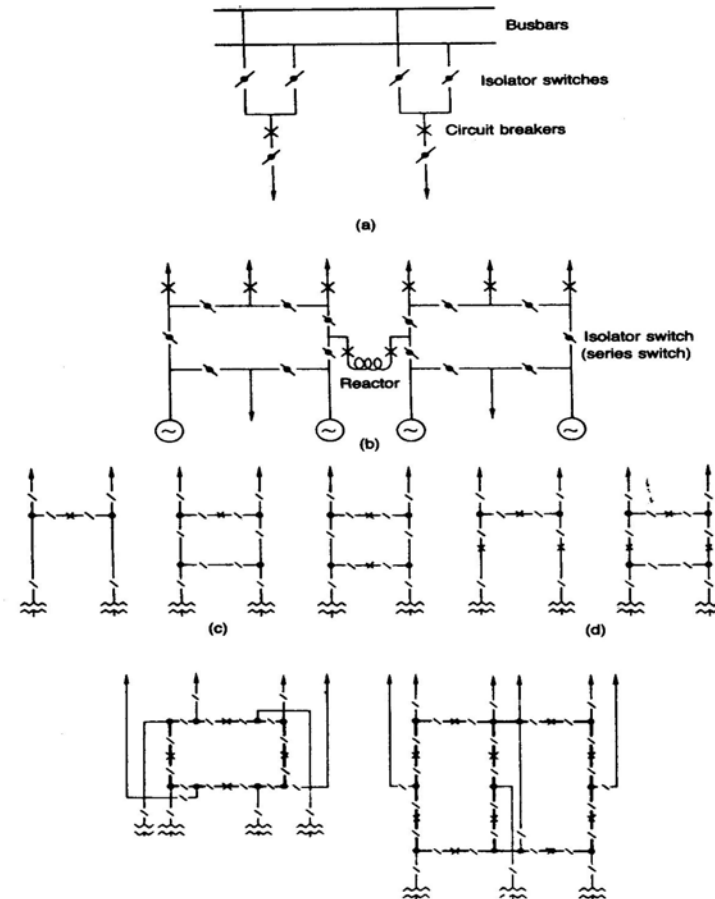 Busbars
Isolator switches
Circuit breakers
(a)
Isolator switch
(series switch)
Reactor
(b)
(c)
(d)